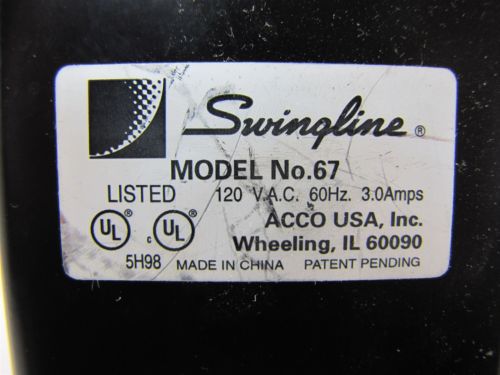 Swingline ®
MODEL No.67
LISTED 120 V.A.C. 60Hz. 3.0Amps
UL ® c UL ® ACCO USA, Inc.
Wheeling, IL 60090
5H98 MADE IN CHINA PATENT PENDING